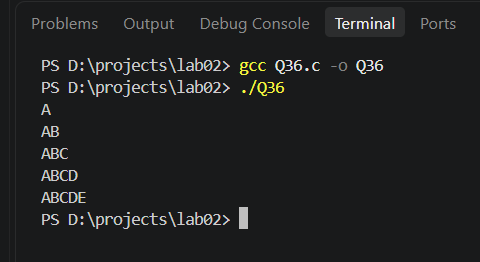 Problems Output Debug Console Terminal Ports
PS D:\projects\lab02> gcc Q36.c -o Q36
PS D:\projects\lab02> ./Q36
A
AB
ABC
ABCD
ABCDE
PS D:\projects\lab02>